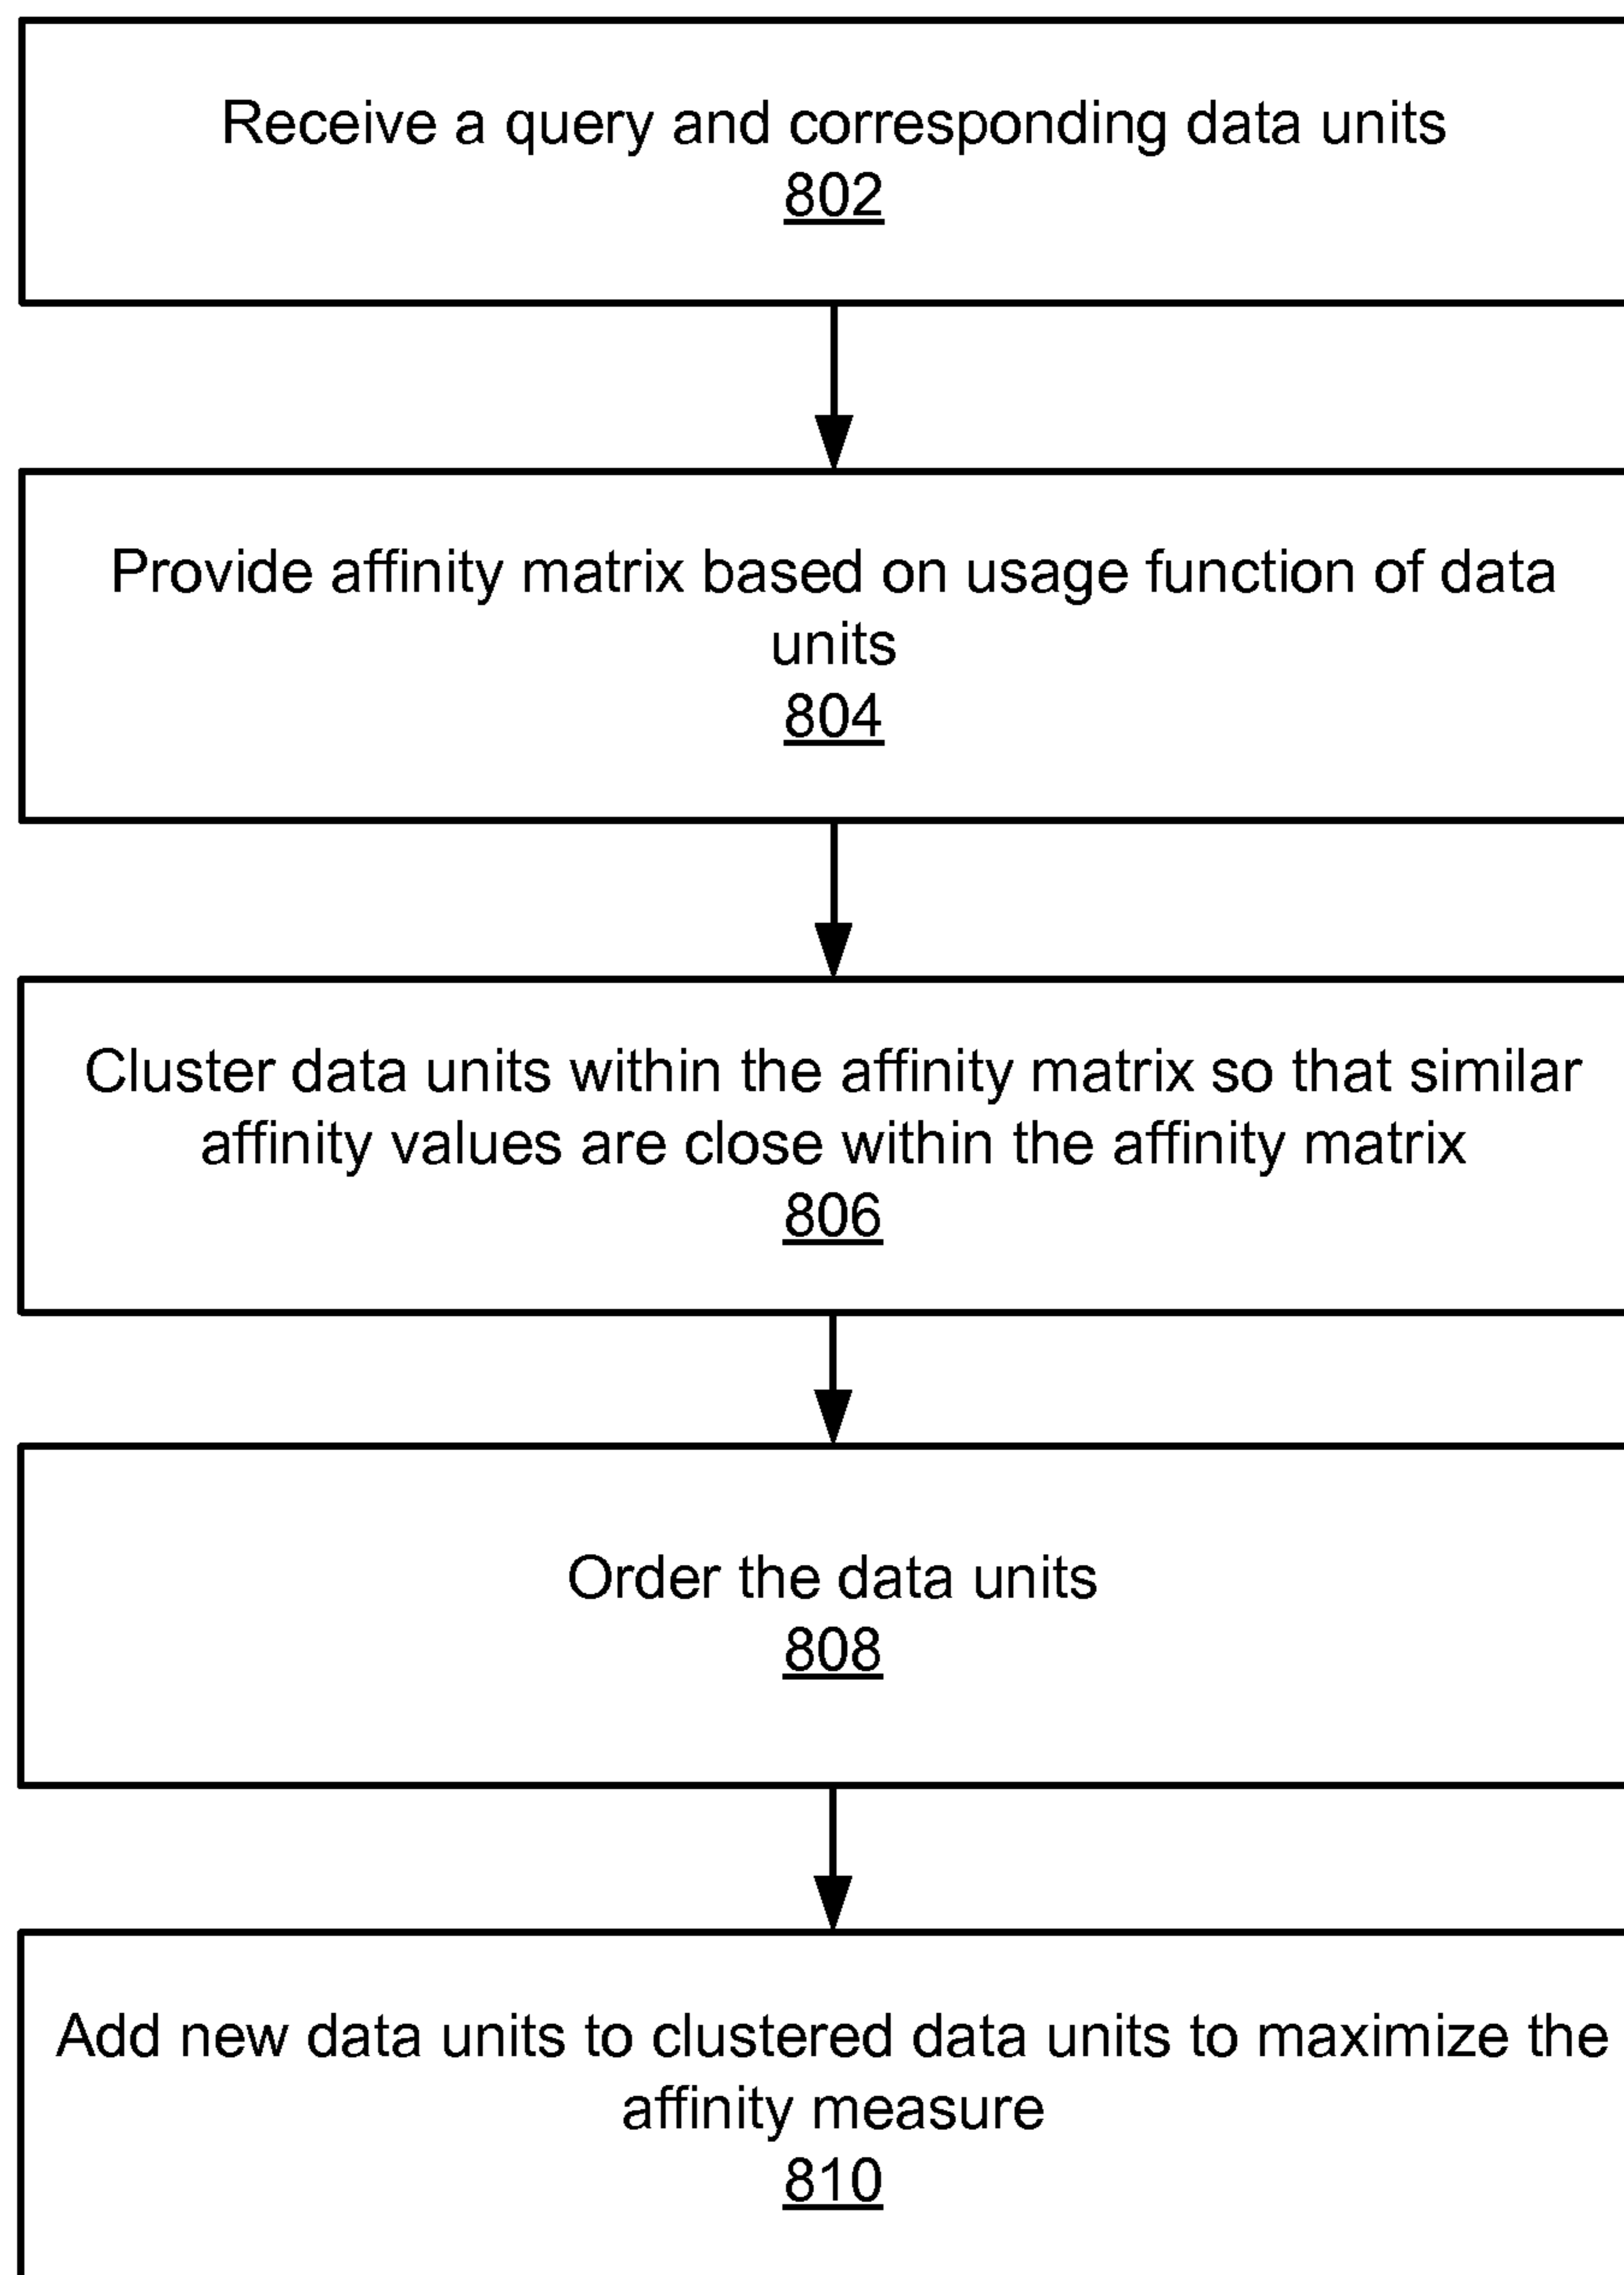 Receive a query and corresponding data units
802
Provide affinity matrix based on usage function of data
units
804
Cluster data units within the affinity matrix so that similar
affinity values are close within the affinity matrix
806
Order the data units
808
Add new data units to clustered data units to maximize the
affinity measure
810